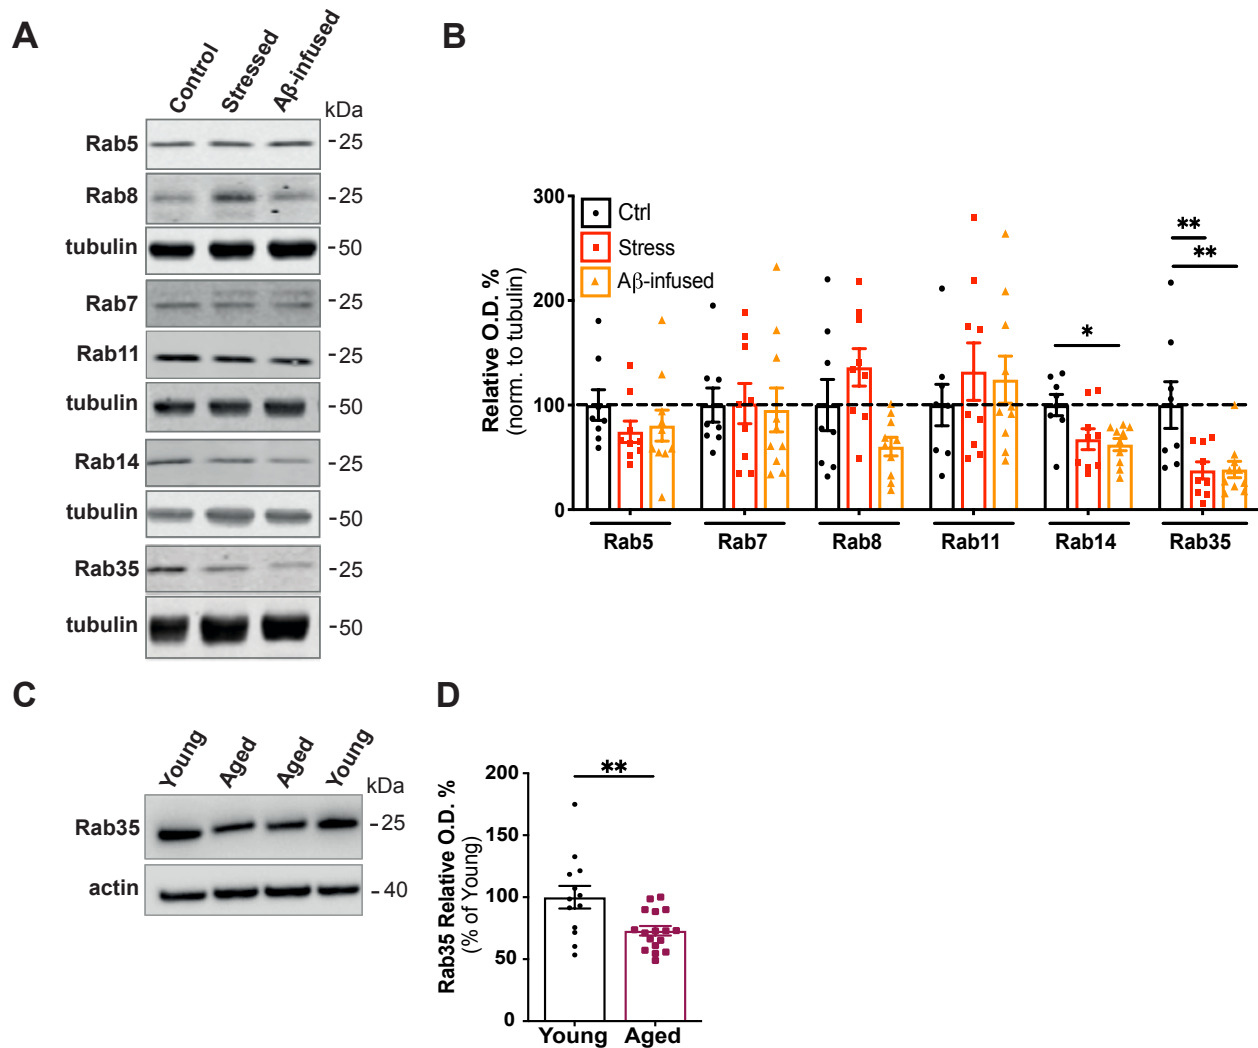 A
Control
Stressed
Aβ-infused
kDa
Rab5
-25
Rab8
-25
tubulin
-50
Rab7
-25
Rab11
-25
tubulin
-50
Rab14
-25
tubulin
-50
Rab35
-25
tubulin
-50
B
Relative O.D. %
(norm. to tubulin)
300
200
100
0
Ctrl
Stress
Aβ-infused
*
**
**
Rab5 Rab7 Rab8 Rab11 Rab14 Rab35
C
Young
Aged
Aged
Young
kDa
Rab35
-25
actin
-40
D
Rab35 Relative O.D. %
(% of Young)
200
150
100
50
0
**
Young Aged